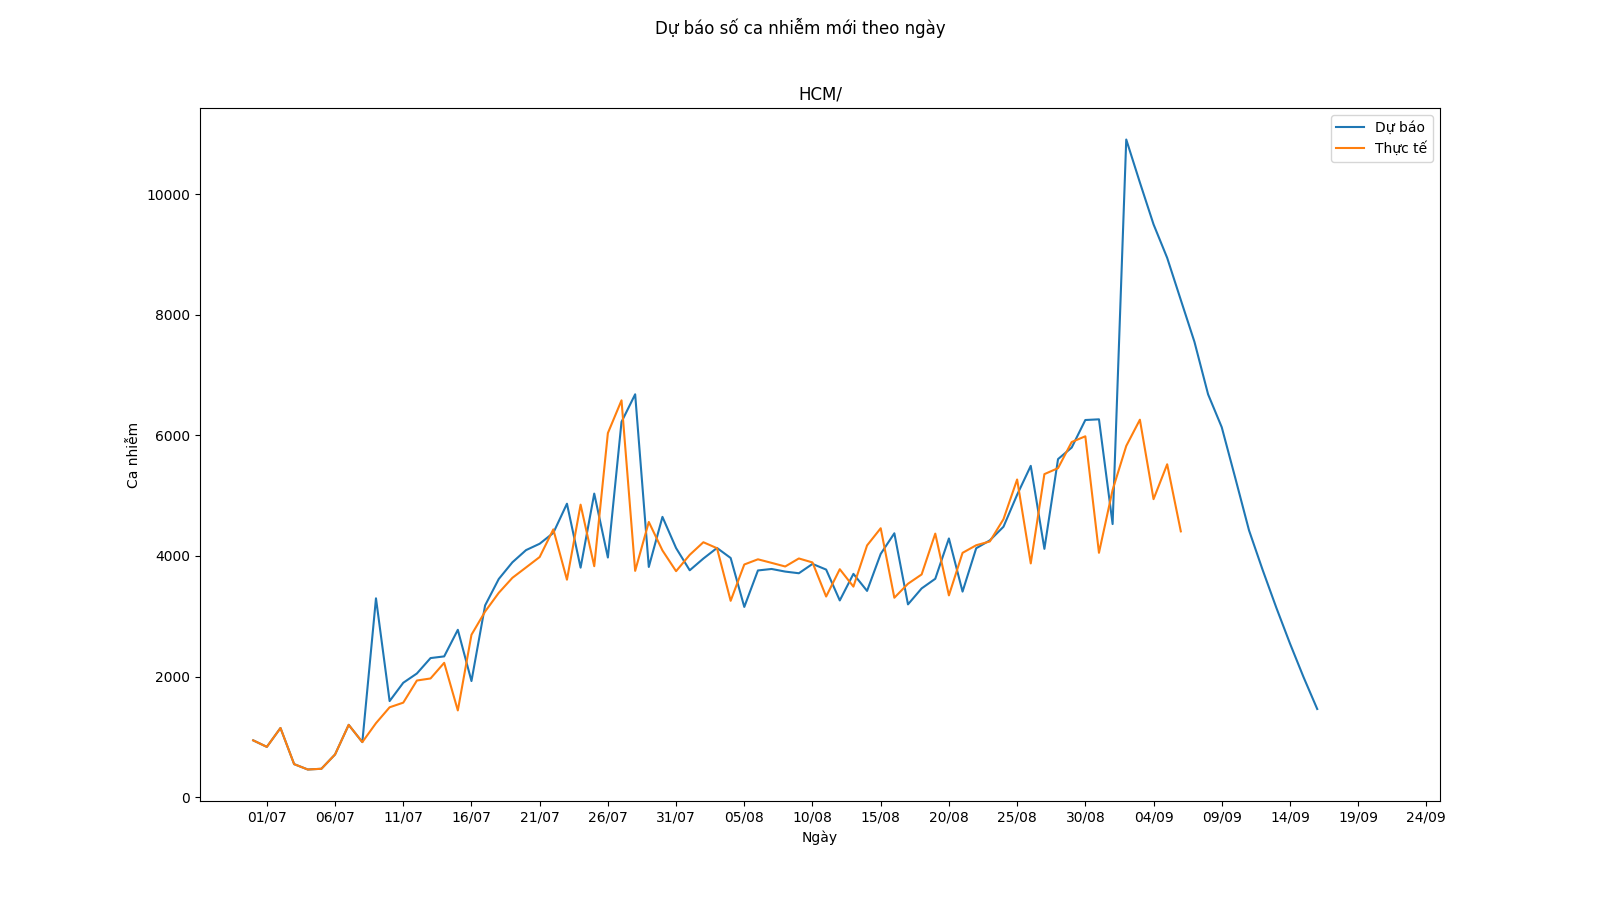 Dự báo số ca nhiễm mới theo ngày
HCM/
Dự báo
Thực tế
10000
8000
6000
4000
2000
0
Ca nhiễm
01/07 06/07 11/07 16/07 21/07 26/07 31/07 05/08 10/08 15/08 20/08 25/08 30/08 04/09 09/09 14/09 19/09 24/09
Ngày